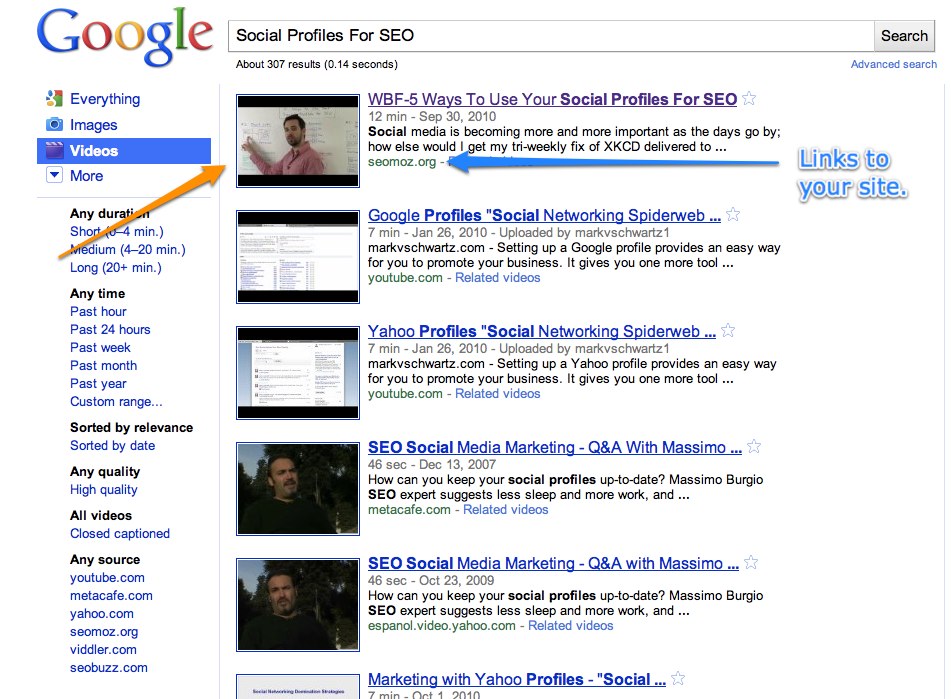 Google
Social Profiles For SEO
Search
About 307 results (0.14 seconds)
Advanced search
Everything
Images
Videos
More
Any duration
Short (0–4 min.)
Medium (4–20 min.)
Long (20+ min.)
Any time
Past hour
Past 24 hours
Past week
Past month
Past year
Custom range...
Sorted by relevance
Sorted by date
Any quality
High quality
All videos
Closed captioned
Any source
youtube.com
metacafe.com
yahoo.com
seomoz.org
viddler.com
seobuzz.com
WBF-5 Ways To Use Your Social Profiles For SEO
12 min - Sep 30, 2010
Social media is becoming more and more important as the days go by;
how else would I get my tri-weekly fix of XKCD delivered to ...
seomoz.org -
Links to
your site.
Google Profiles "Social Networking Spiderweb ...
7 min - Jan 26, 2010 - Uploaded by markvschwartz1
markvschwartz.com - Setting up a Google profile provides an easy way
for you to promote your business. It gives you one more tool ...
youtube.com - Related videos
Yahoo Profiles "Social Networking Spiderweb ...
7 min - Jan 26, 2010 - Uploaded by markvschwartz1
markvschwartz.com - Setting up a Yahoo profile provides an easy way
for you to promote your business. It gives you one more tool ...
youtube.com - Related videos
SEO Social Media Marketing - Q&A With Massimo ...
46 sec - Dec 13, 2007
How can you keep your social profiles up-to-date? Massimo Burgio
SEO expert suggests less sleep and more work, and ...
metacafe.com - Related videos
SEO Social Media Marketing - Q&A with Massimo ...
46 sec - Oct 23, 2009
How can you keep your social profiles up-to-date? Massimo Burgio
SEO expert suggests less sleep and more work, and ...
espanol.video.yahoo.com - Related videos
Social Networking Domination Strategies
Marketing with Yahoo Profiles - "Social ...
7 min - Oct 1, 2010